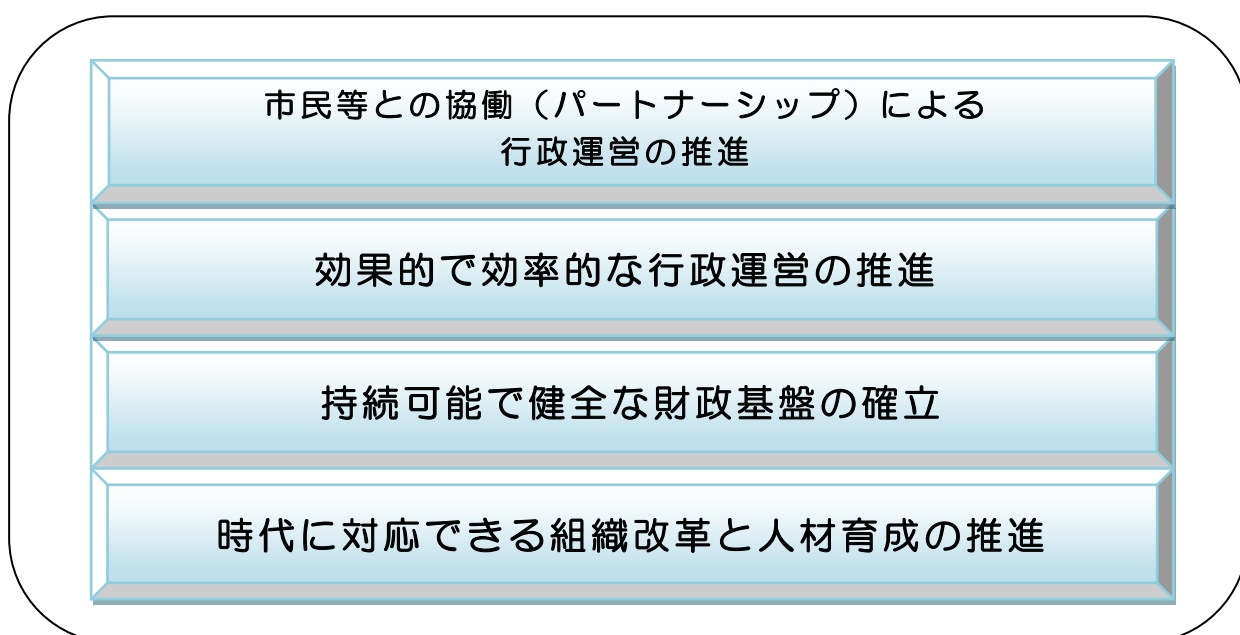 市民等との協働（パートナーシップ）による
行政運営の推進
効果的で効率的な行政運営の推進
持続可能で健全な財政基盤の確立
時代に対応できる組織改革と人材育成の推進